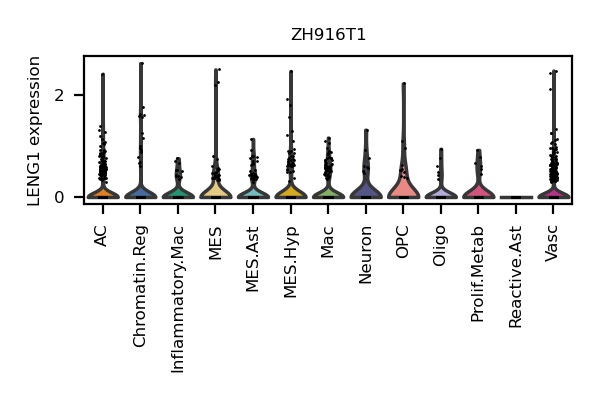 ZH916T1
LENG1 expression
2
0
AC
Chromatin.Reg
Inflammatory.Mac
MES
MES.Ast
MES.Hyp
Mac
Neuron
OPC
Oligo
Prolif.Metab
Reactive.Ast
Vasc